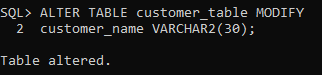 SQL> ALTER TABLE customer_table MODIFY
2 customer_name VARCHAR2(30);
Table altered.